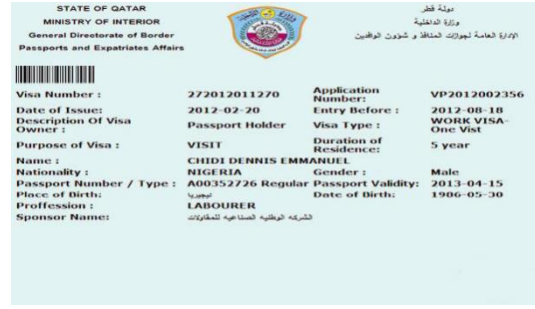 STATE OF QATAR
MINISTRY OF INTERIOR
General Directorate of Border
Passports and Expatriates Affairs
دولة قطر
وزارة الداخلية
الإدارة العامة لجوازات المنافذ و شؤون الوافدين
Visa Number : 272012011270 Application Number: VP2012002356
Date of Issue: 2012-02-20 Entry Before : 2012-08-18
Description Of Visa Owner : Passport Holder Visa Type : WORK VISA-One Vist
Purpose of Visa : VISIT Duration of Residence: 5 year
Name : CHIDI DENNIS EMMANUEL
Nationality : NIGERIA Gender : Male
Passport Number / Type : A00352726 Regular Passport Validity: 2013-04-15
Place of Birth: نيجيريا Date of Birth: 1906-05-30
Proffession : LABOURER
Sponsor Name: الشركه الوطنيه الصناعيه للمقاولات